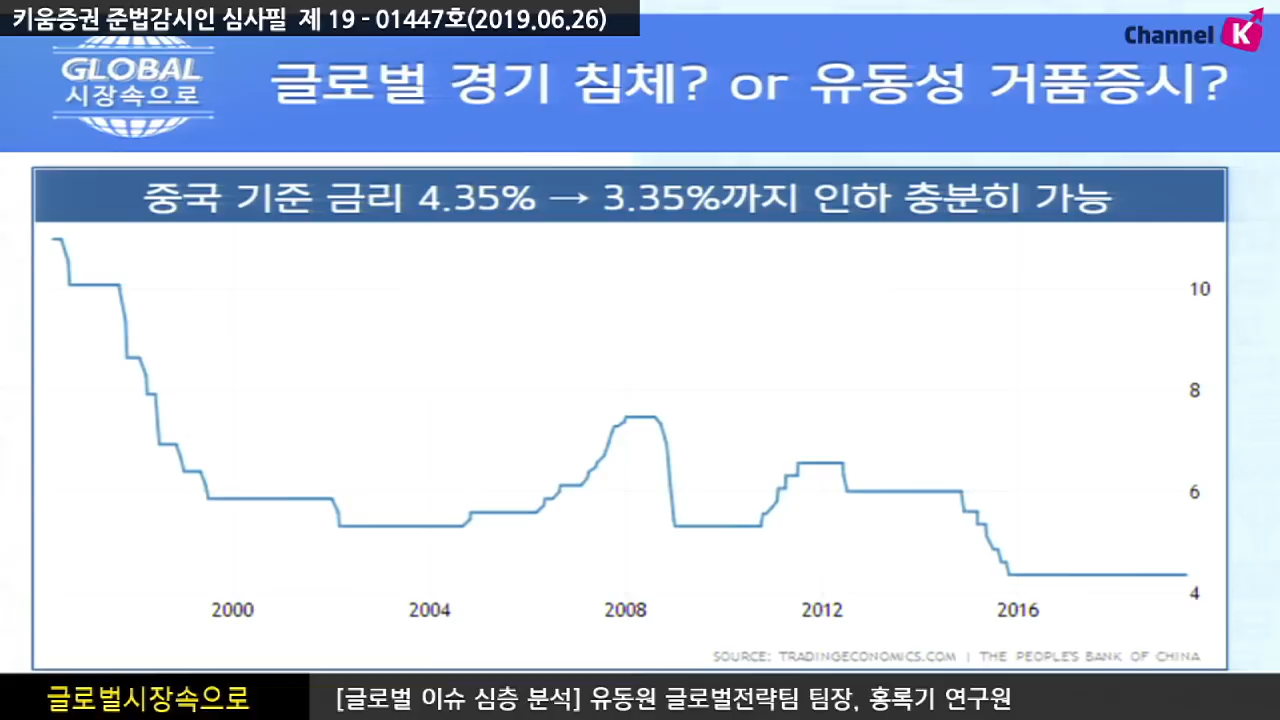 키움증권 준법감시인 심사필 제 19 - 01447호(2019.06.26)
Channel K
GLOBAL
시장속으로
글로벌 경기 침체? or 유동성 거품증시?
중국 기준 금리 4.35% → 3.35%까지 인하 충분히 가능
10
8
6
4
2000 2004 2008 2012 2016
SOURCE: TRADINGECONOMICS.COM | THE PEOPLE'S BANK OF CHINA
글로벌시장속으로
[글로벌 이슈 심층 분석] 유동원 글로벌전략팀 팀장, 홍록기 연구원